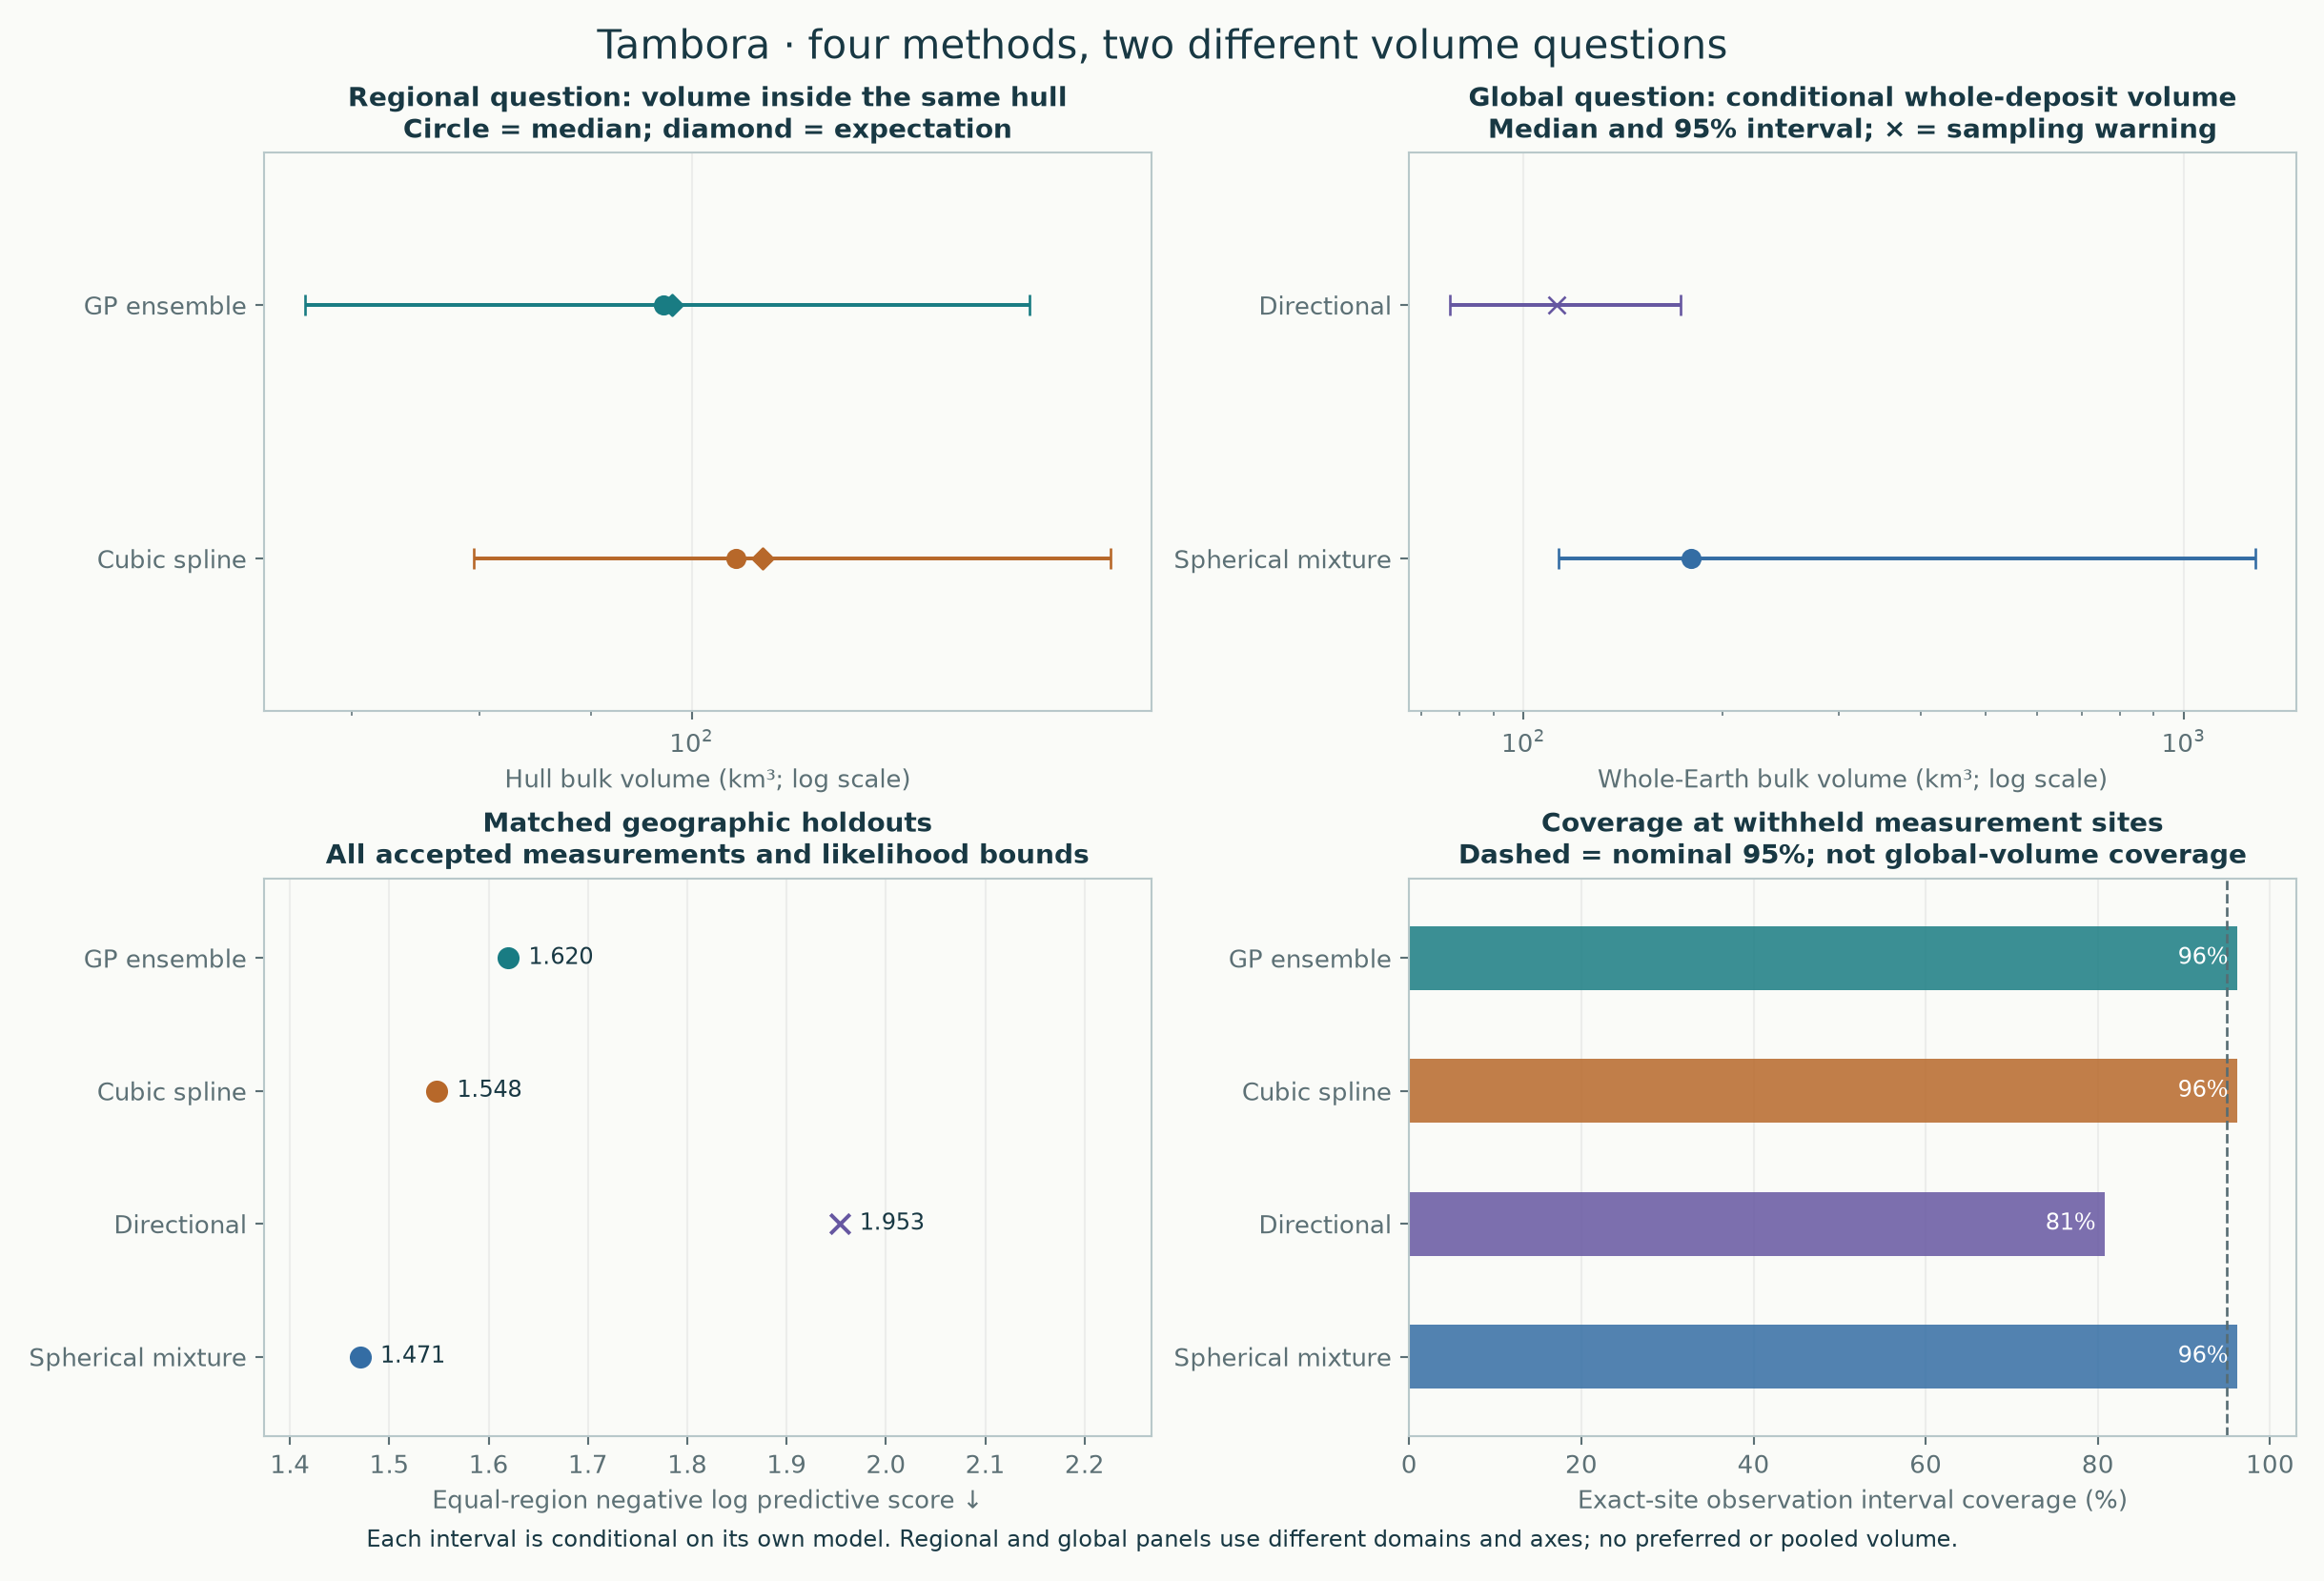 Tambora · four methods, two different volume questions
Regional question: volume inside the same hull
Circle = median; diamond = expectation
GP ensemble
Cubic spline
10²
Hull bulk volume (km³; log scale)
Global question: conditional whole-deposit volume
Median and 95% interval; × = sampling warning
Directional
Spherical mixture
10²
10³
Whole-Earth bulk volume (km³; log scale)
Matched geographic holdouts
All accepted measurements and likelihood bounds
GP ensemble
1.620
Cubic spline
1.548
Directional
1.953
Spherical mixture
1.471
1.4 1.5 1.6 1.7 1.8 1.9 2.0 2.1 2.2
Equal-region negative log predictive score ↓
Coverage at withheld measurement sites
Dashed = nominal 95%; not global-volume coverage
GP ensemble
96%
Cubic spline
96%
Directional
81%
Spherical mixture
96%
0 20 40 60 80 100
Exact-site observation interval coverage (%)
Each interval is conditional on its own model. Regional and global panels use different domains and axes; no preferred or pooled volume.